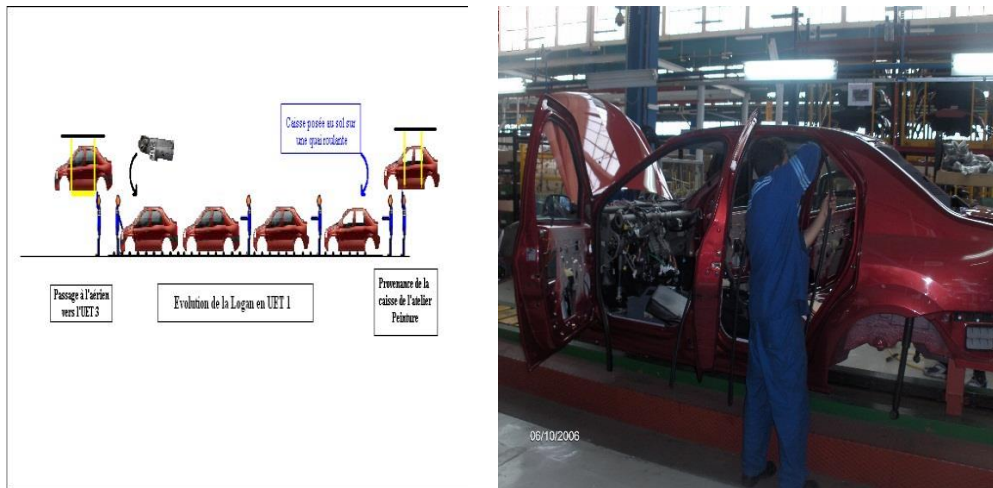 Caisse posée au sol sur
une quai roulante
Passage à l'aérien
vers l'UET 3
Evolution de la Logan en UET 1
Provenance de la
caisse de l'atelier
Peinture
06/10/2006